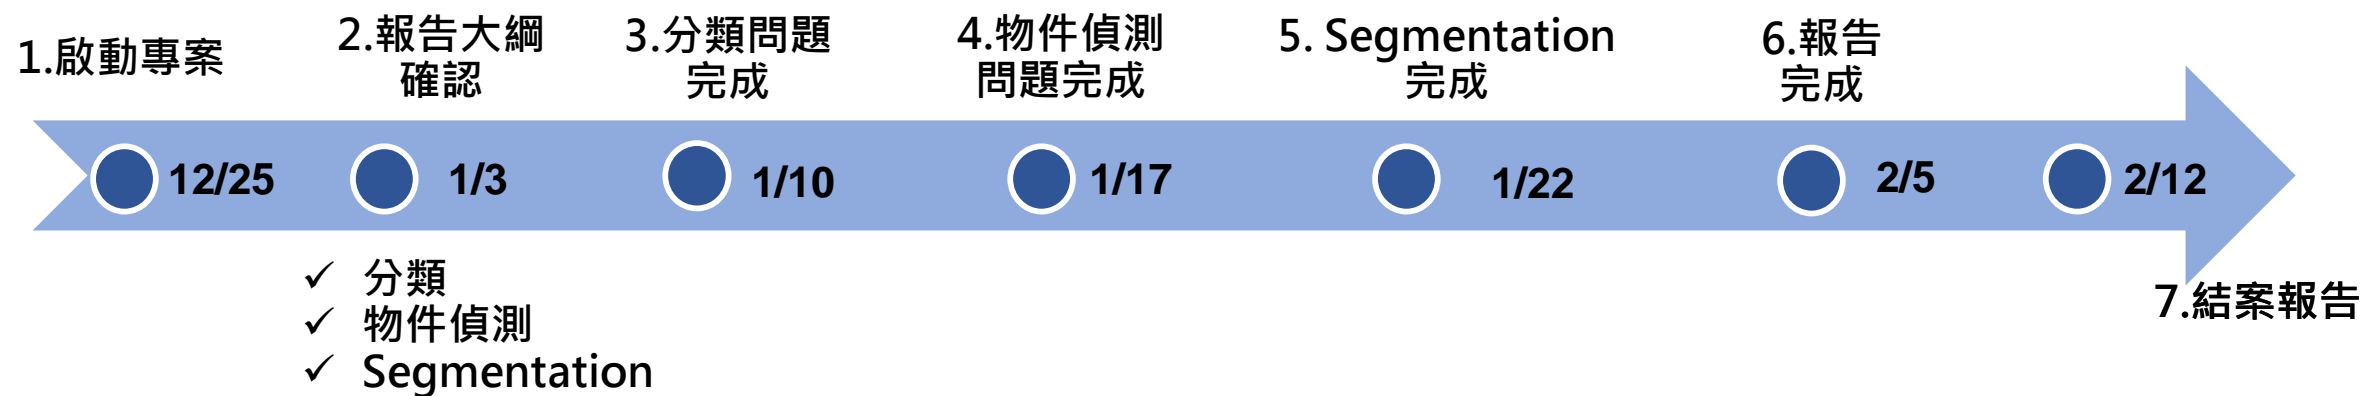 1.啟動專案
2.報告大綱
確認
3.分類問題
完成
4.物件偵測
問題完成
5. Segmentation
完成
6.報告
完成
12/25
1/3
1/10
1/17
1/22
2/5
2/12
✓ 分類
✓ 物件偵測
✓ Segmentation
7.結案報告